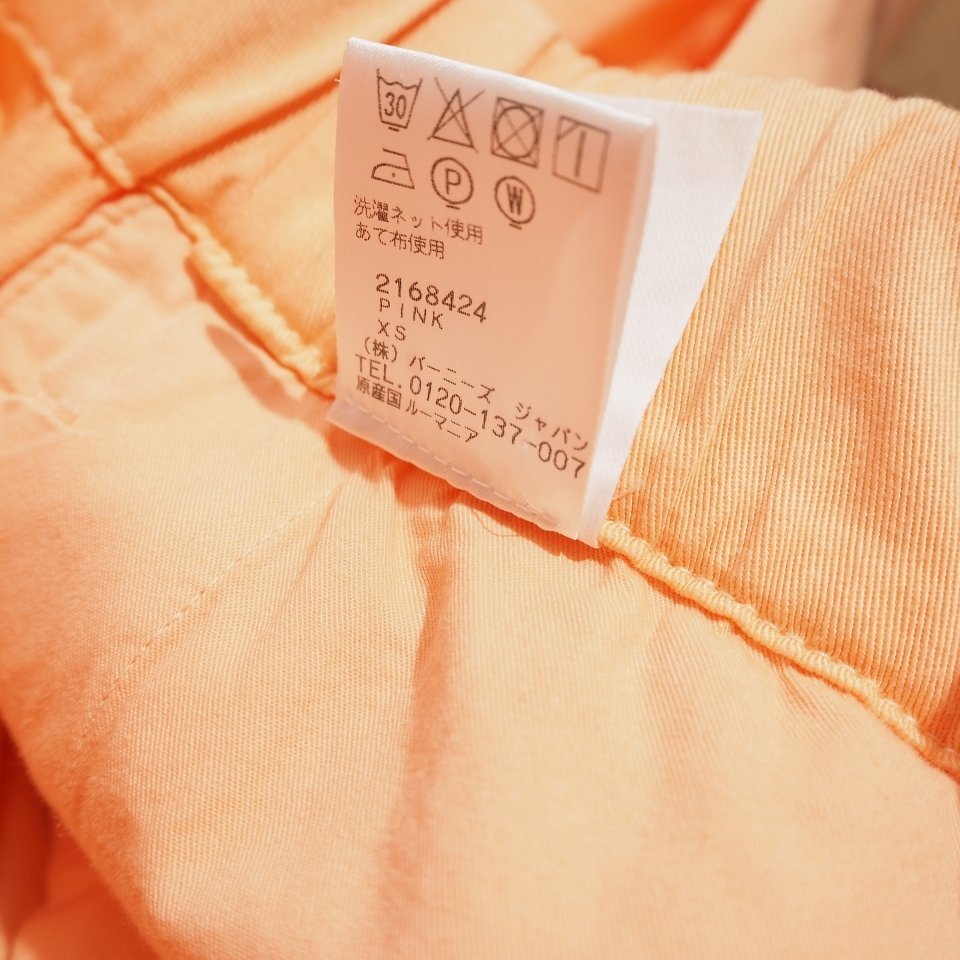 30
P W
洗濯ネット使用
あて布使用
2168424
PINK
XS
(株) バーニーズ ジャパン
TEL. 0120-137-007
原産国 ルーマニア